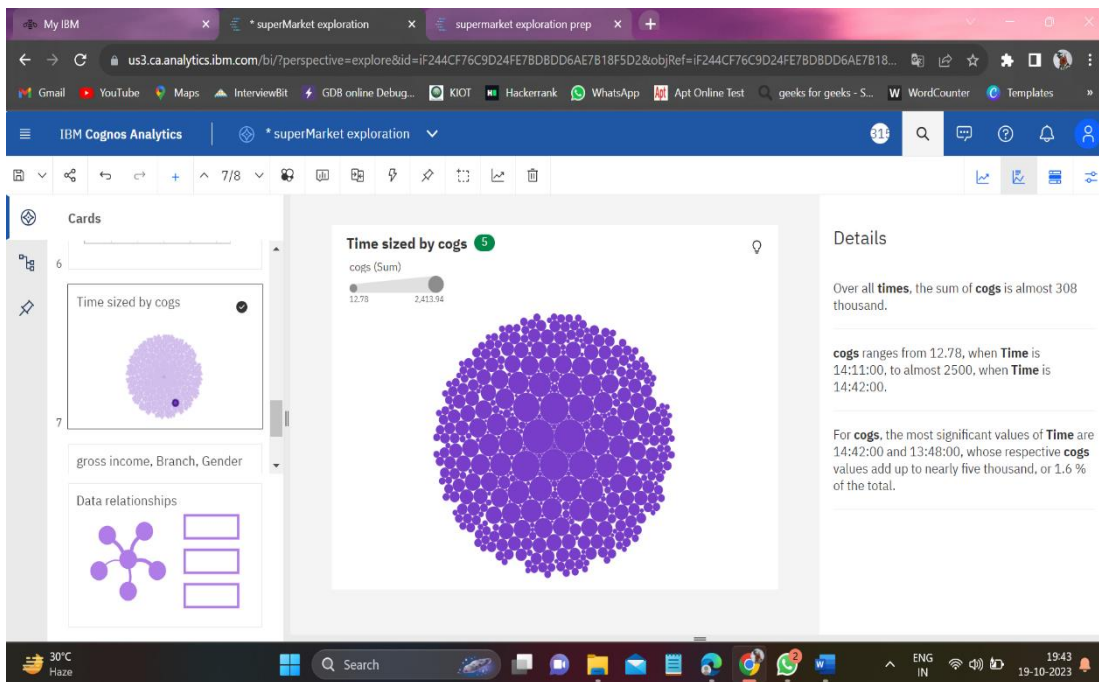 My IBM
* superMarket exploration
supermarket exploration prep
us3.ca.analytics.ibm.com/bi/?perspective=explore&id=iF244CF76C9D24FE7BDBDD6AE7B18F5D2&objRef=iF244CF76C9D24FE7BDBDD6AE7B18...
Gmail YouTube Maps InterviewBit GDB online Debug... KIOT Hackerrank WhatsApp Apt Online Test geeks for geeks - S... WordCounter Templates »
IBM Cognos Analytics
* superMarket exploration
315
7/8
Cards
6
Time sized by cogs
7
gross income, Branch, Gender
Data relationships
Time sized by cogs 5
cogs (Sum)
12.78 2,413.94
Details
Over all times, the sum of cogs is almost 308
thousand.
cogs ranges from 12.78, when Time is
14:11:00, to almost 2500, when Time is
14:42:00.
For cogs, the most significant values of Time are
14:42:00 and 13:48:00, whose respective cogs
values add up to nearly five thousand, or 1.6 %
of the total.
30°C
Haze
Search
2
ENG
IN
19:43
19-10-2023